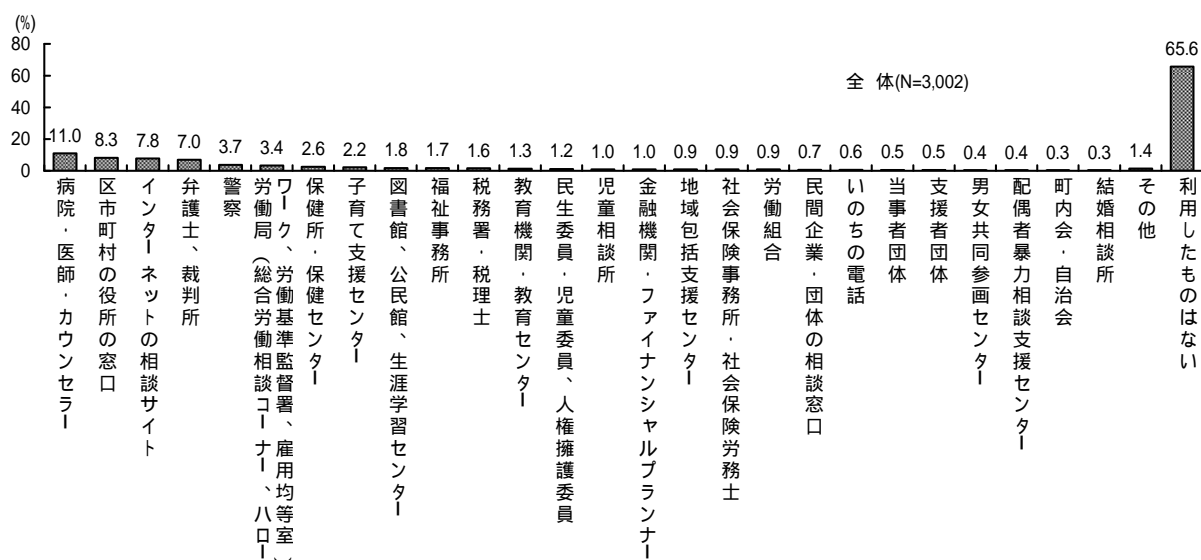 (%)
80
60
40
20
0
全 体(N=3,002)
11.0
8.3
7.8
7.0
3.7
3.4
2.6
2.2
1.8
1.7
1.6
1.3
1.2
1.0
1.0
0.9
0.9
0.9
0.7
0.6
0.5
0.5
0.4
0.4
0.3
0.3
1.4
65.6
病院・医師・カウンセラー
区市町村の役所の窓口
インターネットの相談サイト
弁護士、裁判所
警察
労働局（総合労働相談コーナー、ハロー
ワーク、労働基準監督署、雇用均等室）
保健所・保健センター
子育て支援センター
図書館、公民館、生涯学習センター
福祉事務所
税務署・税理士
教育機関・教育センター
民生委員・児童委員、人権擁護委員
児童相談所
金融機関・ファイナンシャルプランナー
地域包括支援センター
社会保険事務所・社会保険労務士
労働組合
民間企業・団体の相談窓口
いのちの電話
当事者団体
支援者団体
男女共同参画センター
配偶者暴力相談支援センター
町内会・自治会
結婚相談所
その他
利用したものはない